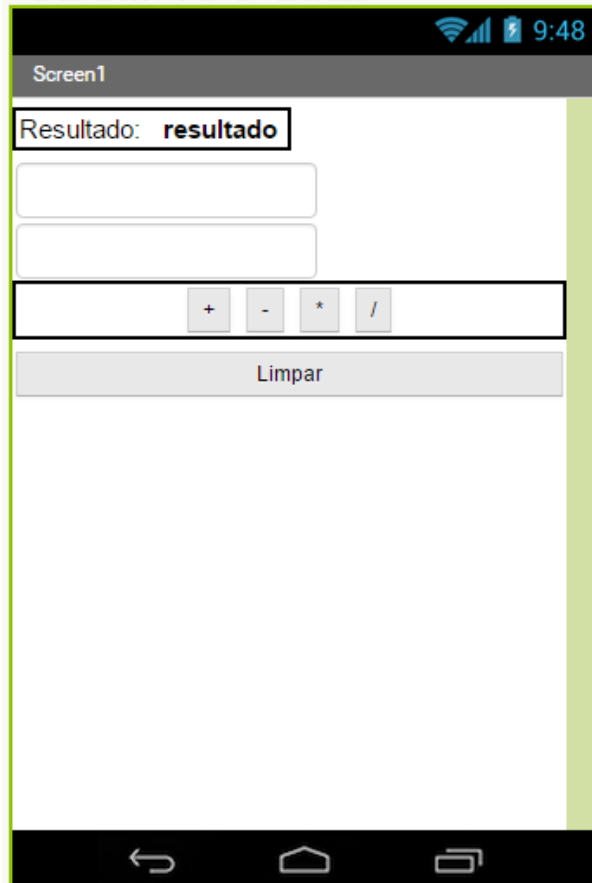 9:48
Screen1
Resultado: resultado
+ - * /
Limpar